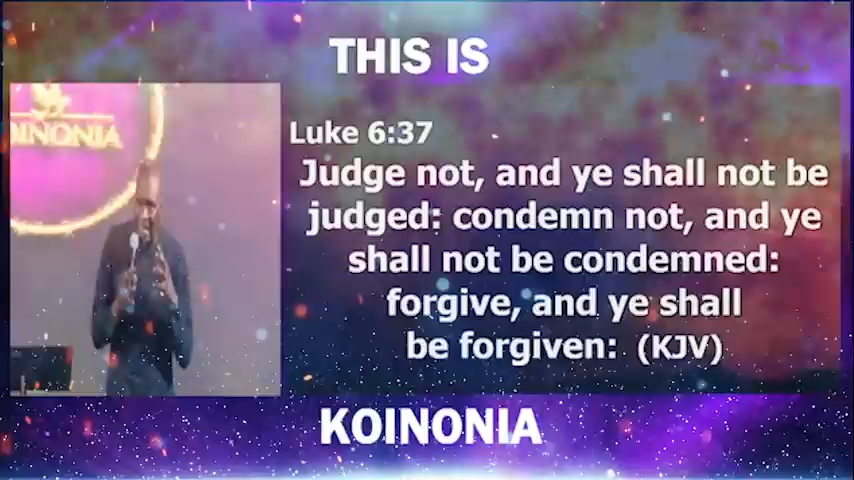 THIS IS
OINONIA
Luke 6:37
Judge not, and ye shall not be
judged: condemn not, and ye
shall not be condemned:
forgive, and ye shall
be forgiven: (KJV)
KOINONIA